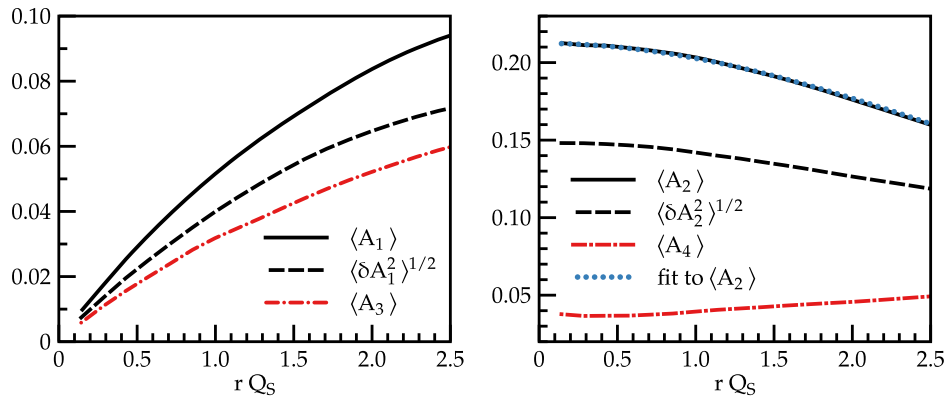 0.10
0.08
0.06
0.04
0.02
0
0 0.5 1.0 1.5 2.0 2.5
r Q_S
⟨A_1⟩
⟨δA_1^2⟩^{1/2}
⟨A_3⟩
0.20
0.15
0.10
0.05
0 0.5 1.0 1.5 2.0 2.5
r Q_S
⟨A_2⟩
⟨δA_2^2⟩^{1/2}
⟨A_4⟩
fit to ⟨A_2⟩